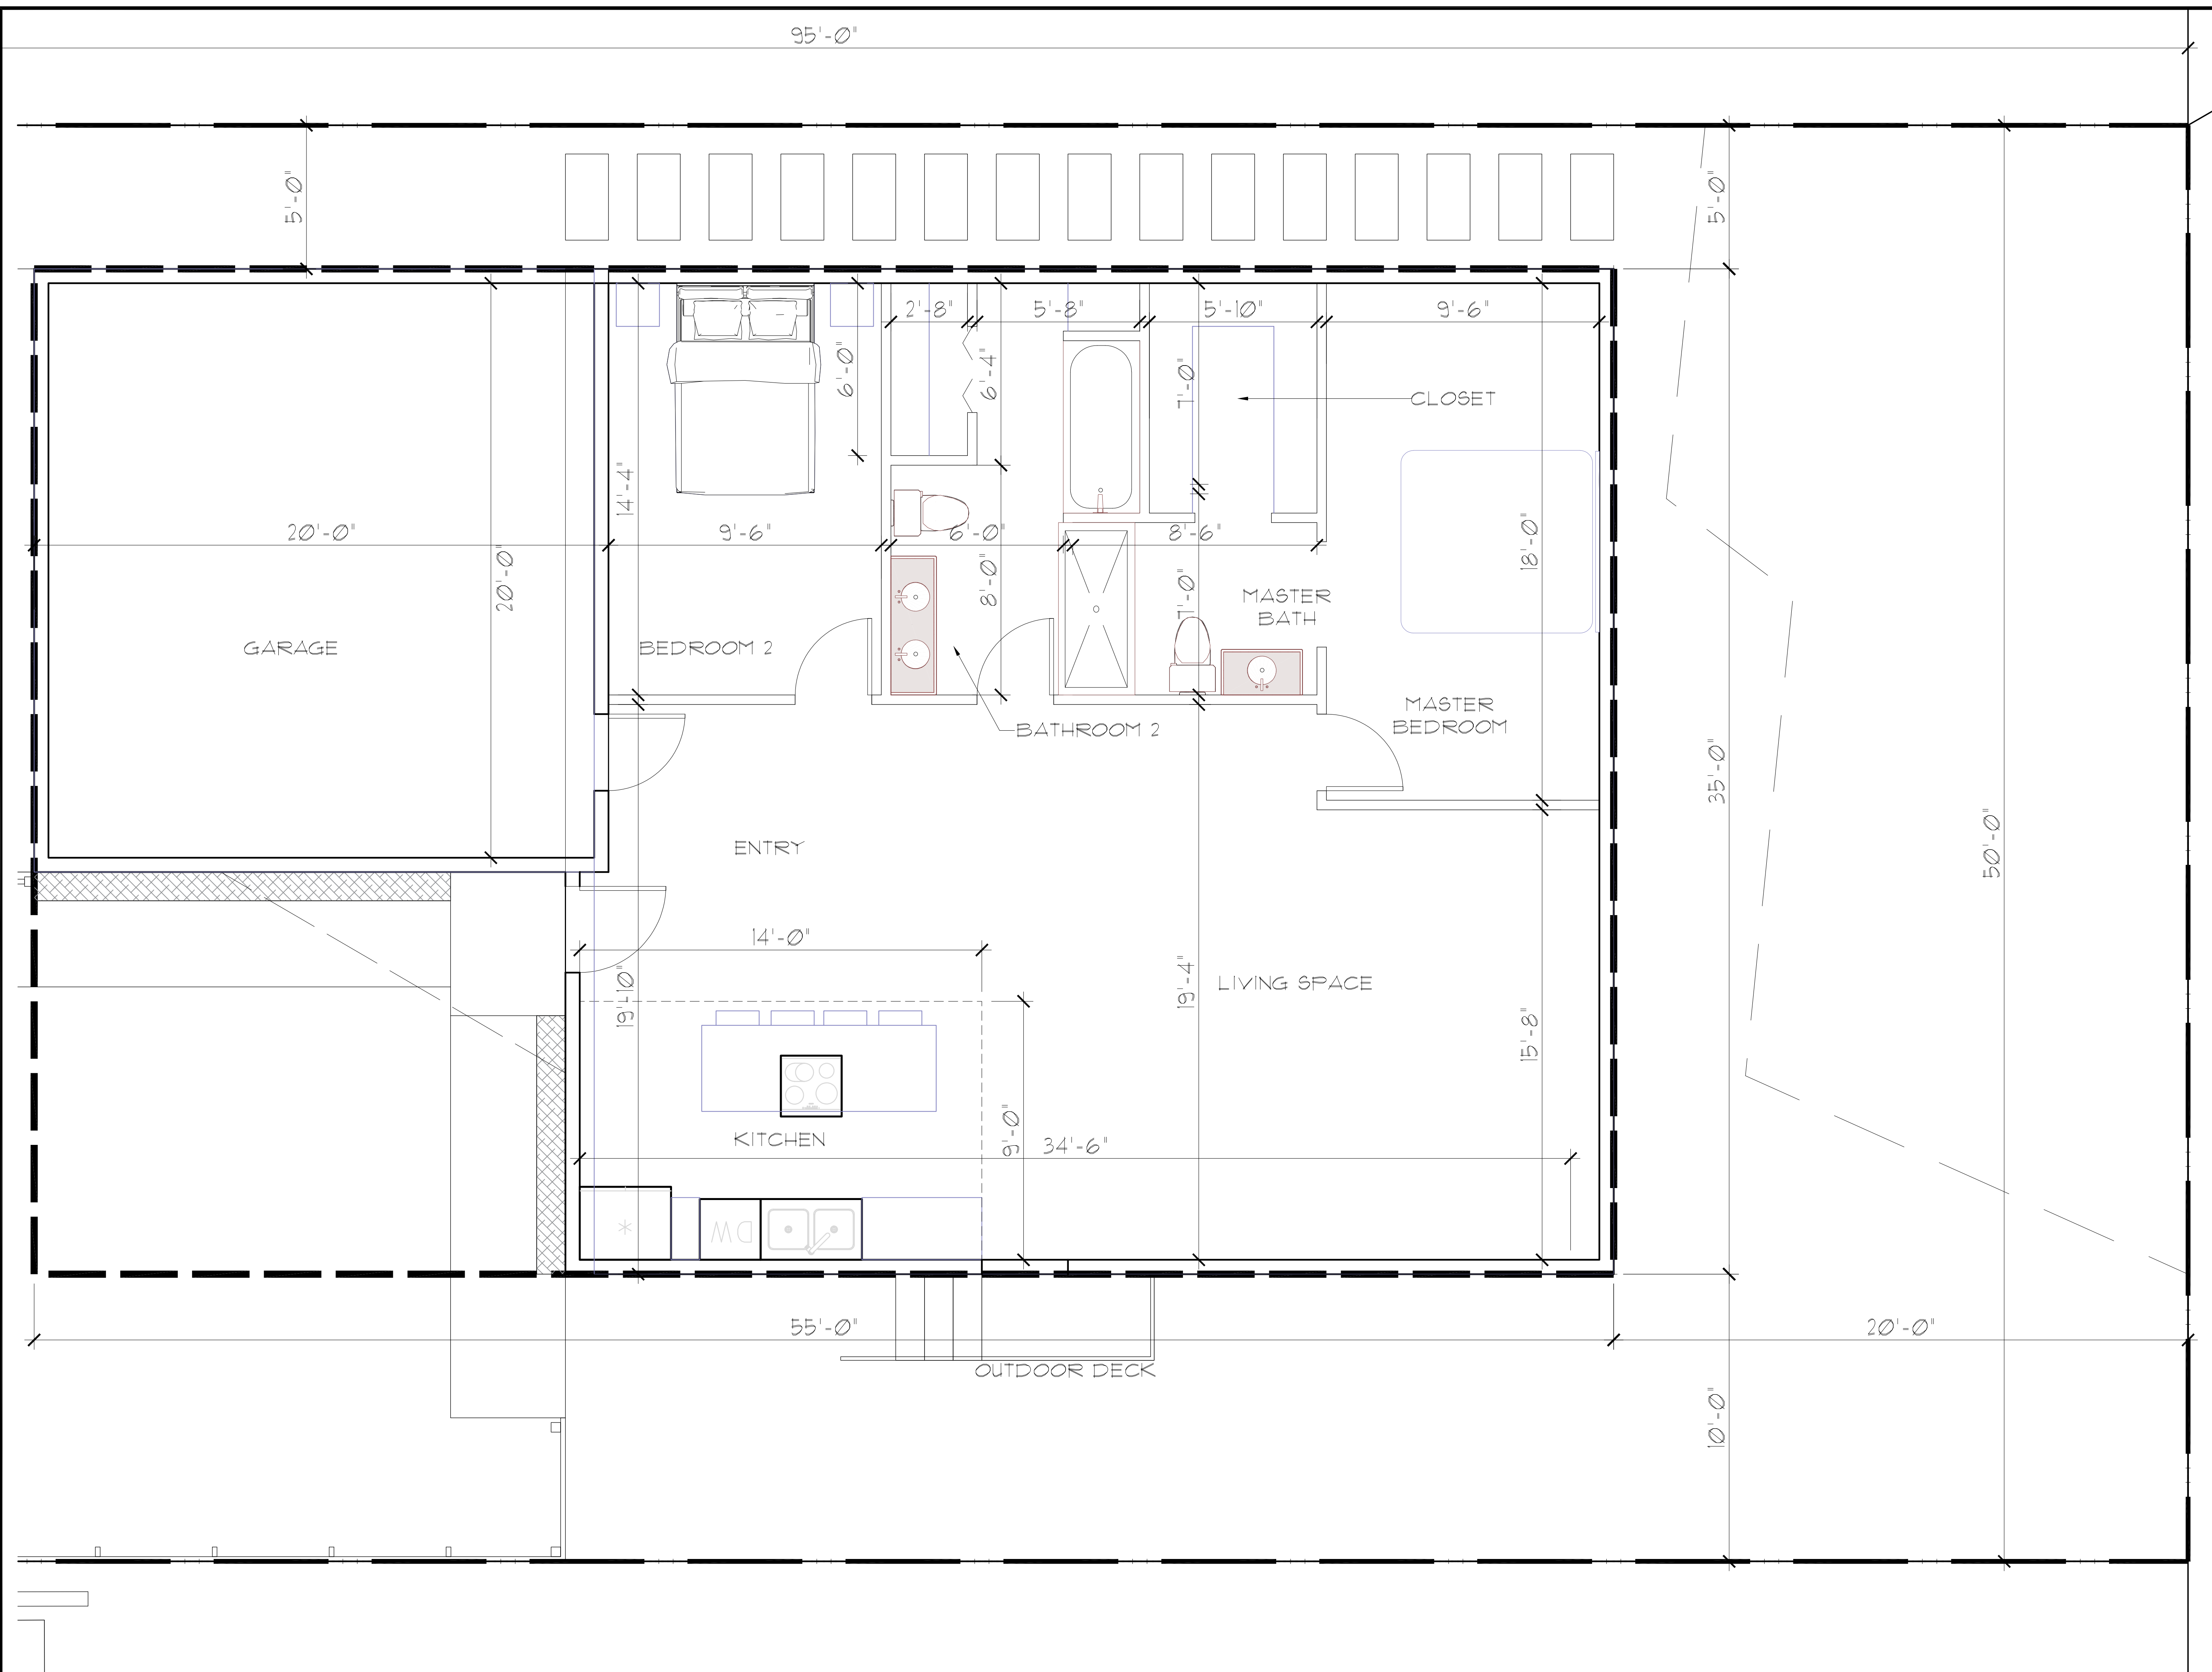 95'-0"
5'-0"
5'-0"
2'-8"
5'-8"
5'-10"
9'-6"
6'-0"
6'-4"
7'-0"
CLOSET
14'-4"
20'-0"
20'-0"
9'-6"
6'-0"
8'-6"
18'-0"
8'-0"
7'-0"
MASTER
BATH
GARAGE
BEDROOM 2
MASTER
BEDROOM
BATHROOM 2
35'-0"
50'-0"
ENTRY
14'-0"
19'-10"
19'-4"
LIVING SPACE
15'-8"
KITCHEN
9'-0"
34'-6"
DW
55'-0"
20'-0"
OUTDOOR DECK
10'-0"